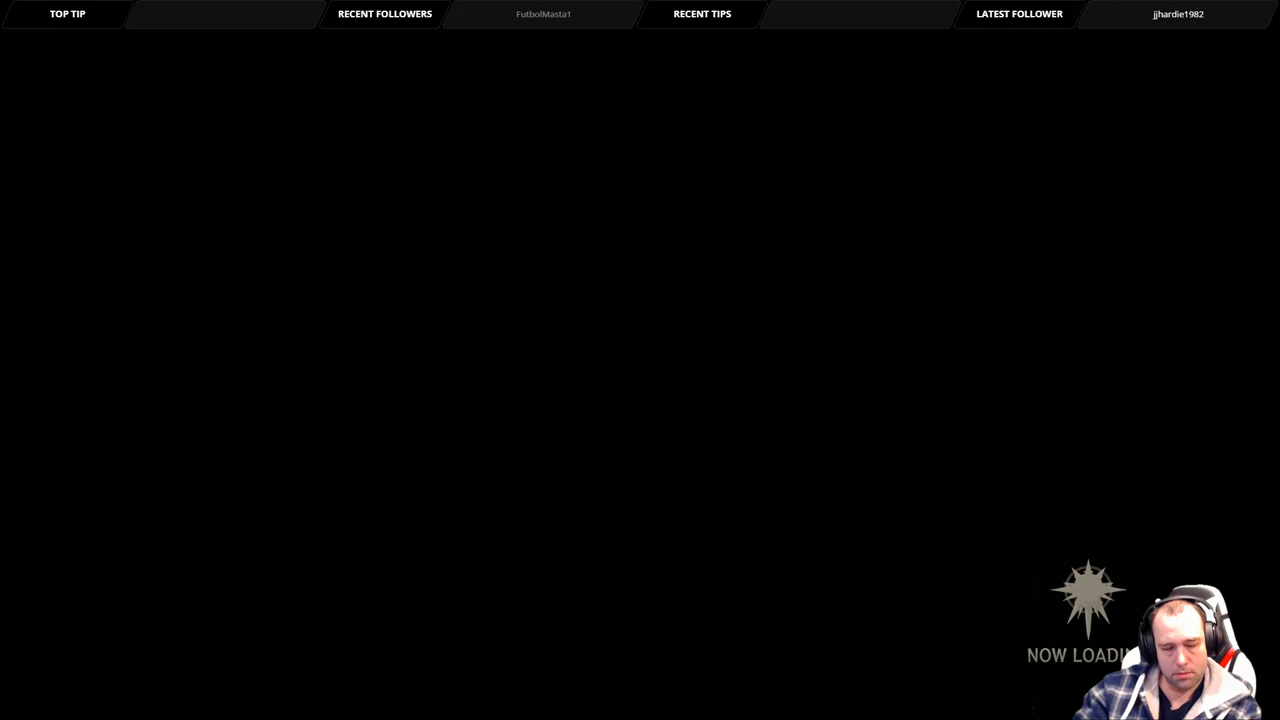 TOP TIP
RECENT FOLLOWERS
FutbolMasta1
RECENT TIPS
LATEST FOLLOWER
jjhardie1982
NOW LOADI